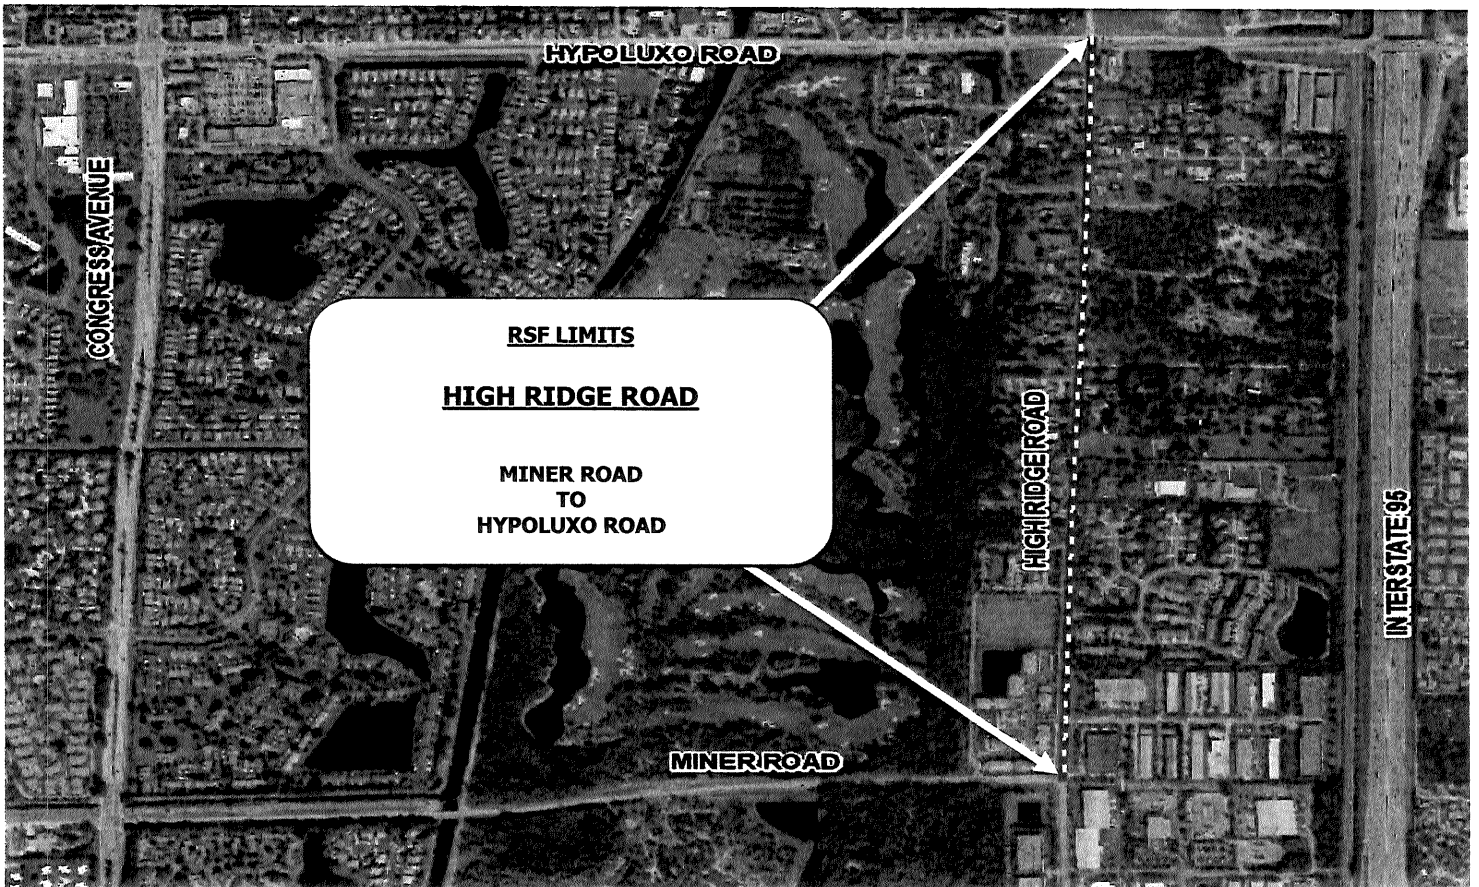 HYPOLUXO ROAD
CONGRESS AVENUE
RSF LIMITS
HIGH RIDGE ROAD
MINER ROAD
TO
HYPOLUXO ROAD
HIGH RIDGE ROAD
INTERSTATE 95
MINER ROAD